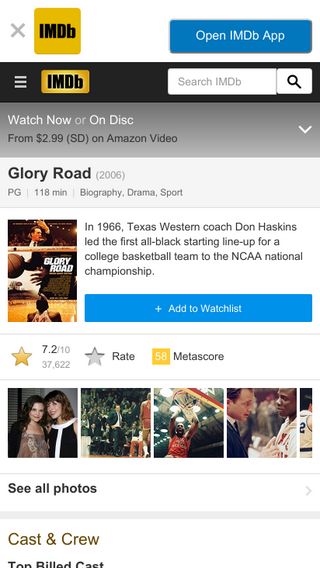 IMDb
Open IMDb App
IMDb
Search IMDb
Watch Now or On Disc
From $2.99 (SD) on Amazon Video
Glory Road (2006)
PG | 118 min | Biography, Drama, Sport
GLORY
ROAD
In 1966, Texas Western coach Don Haskins
led the first all-black starting line-up for a
college basketball team to the NCAA national
championship.
+ Add to Watchlist
7.2/10
37,622
Rate
58 Metascore
See all photos
Cast & Crew
Top Billed Cast